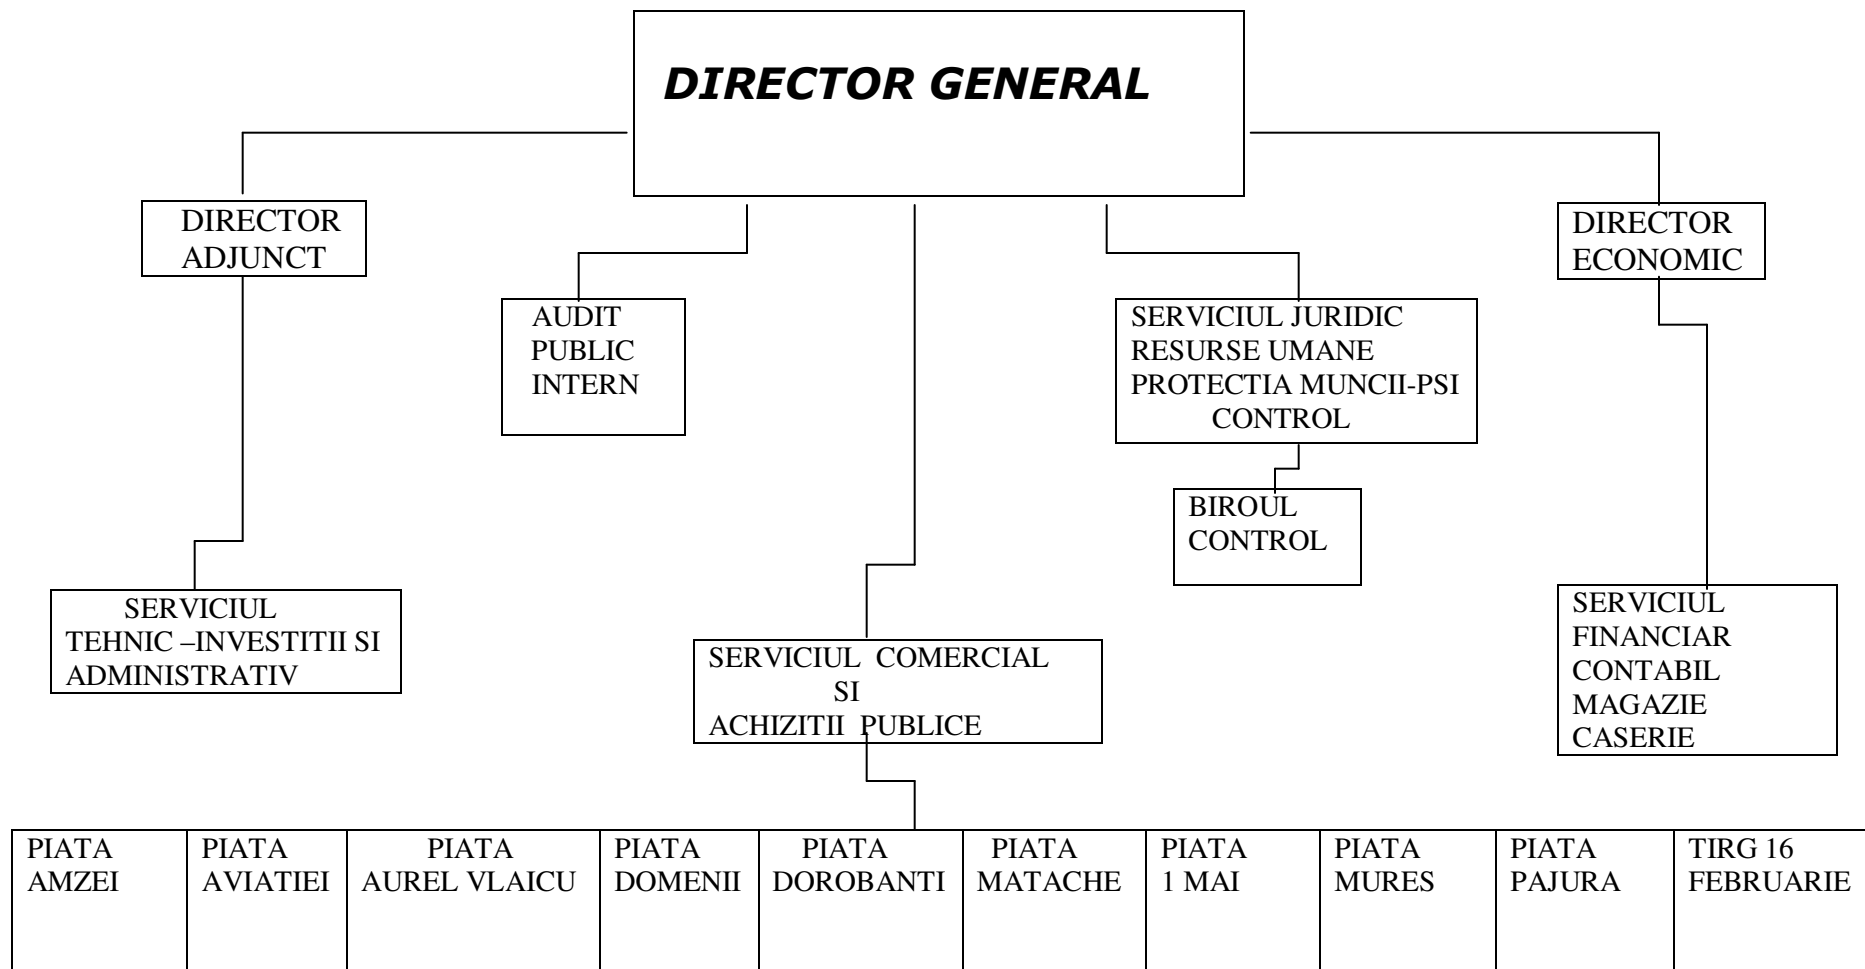 DIRECTOR GENERAL
DIRECTOR
ADJUNCT
DIRECTOR
ECONOMIC
AUDIT
PUBLIC
INTERN
SERVICIUL JURIDIC
RESURSE UMANE
PROTECTIA MUNCII-PSI
CONTROL
BIROUL
CONTROL
SERVICIUL
TEHNIC –INVESTITII SI
ADMINISTRATIV
SERVICIUL COMERCIAL
SI
ACHIZITII PUBLICE
SERVICIUL
FINANCIAR
CONTABIL
MAGAZIE
CASERIE
PIATA
AMZEI
PIATA
AVIATIEI
PIATA
AUREL VLAICU
PIATA
DOMENII
PIATA
DOROBANTI
PIATA
MATACHE
PIATA
1 MAI
PIATA
MURES
PIATA
PAJURA
TIRG 16
FEBRUARIE